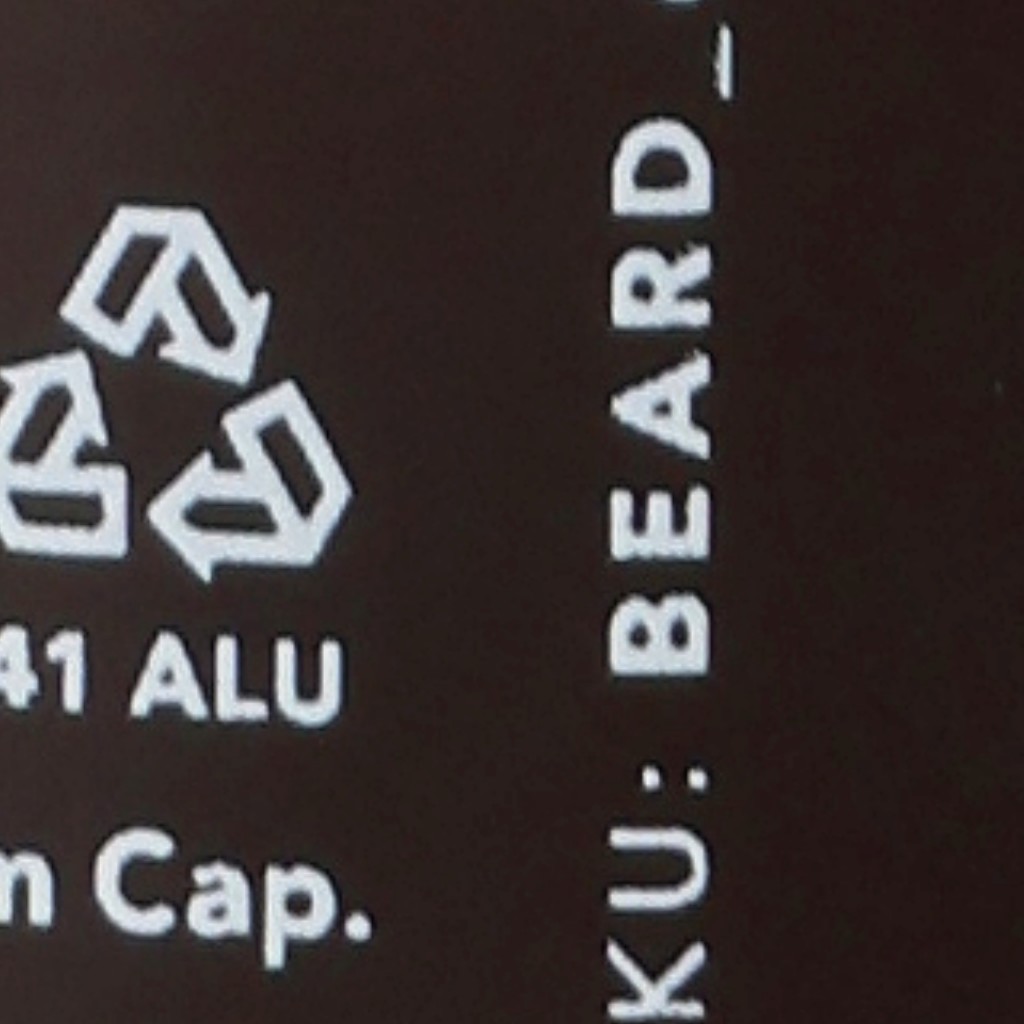 41 ALU
m Cap.
KU: BEARD_